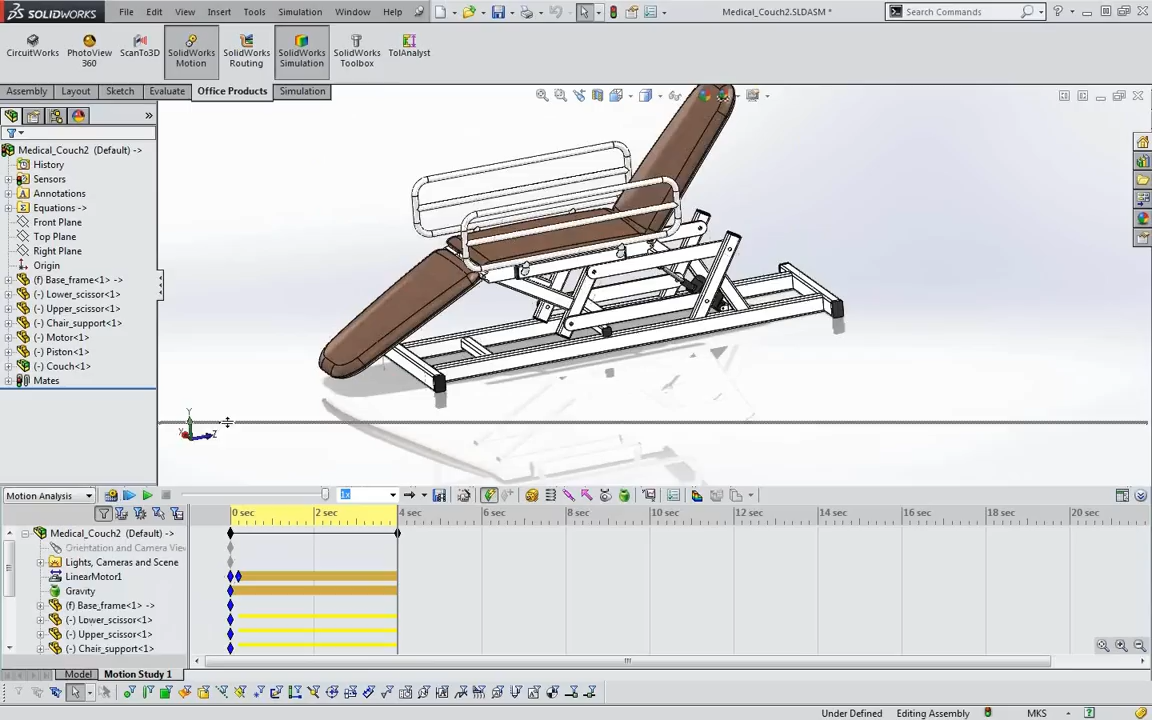 SOLIDWORKS File Edit View Insert Tools Simulation Window Help Medical_Couch2.SLDASM * Search Commands
CircuitWorks PhotoView 360 ScanTo3D SolidWorks Motion SolidWorks Routing SolidWorks Simulation SolidWorks Toolbox TolAnalyst
Assembly Layout Sketch Evaluate Office Products Simulation
Medical_Couch2 (Default) ->
History
Sensors
Annotations
Equations ->
Front Plane
Top Plane
Right Plane
Origin
(f) Base_frame<1> ->
(-) Lower_scissor<1>
(-) Upper_scissor<1>
(-) Chair_support<1>
(-) Motor<1>
(-) Piston<1>
(-) Couch<1>
Mates
Y
X Z
Motion Analysis 1x
0 sec 2 sec 4 sec 6 sec 8 sec 10 sec 12 sec 14 sec 16 sec 18 sec 20 sec
Medical_Couch2 (Default) ->
Orientation and Camera View
Lights, Cameras and Scene
LinearMotor1
Gravity
(f) Base_frame<1> ->
(-) Lower_scissor<1>
(-) Upper_scissor<1>
(-) Chair_support<1>
Model Motion Study 1
Under Defined Editing Assembly MKS